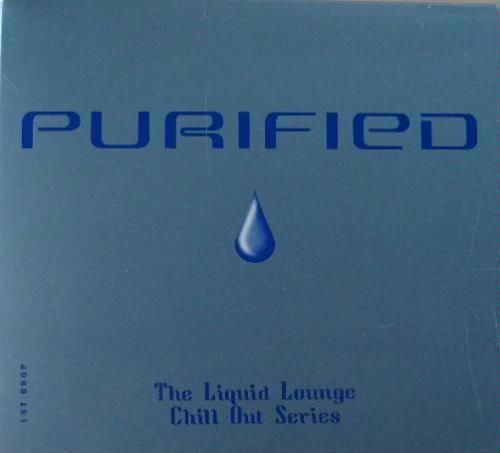 PURIFIED
1ST DROP
The Liquid Lounge
Chill Out Series